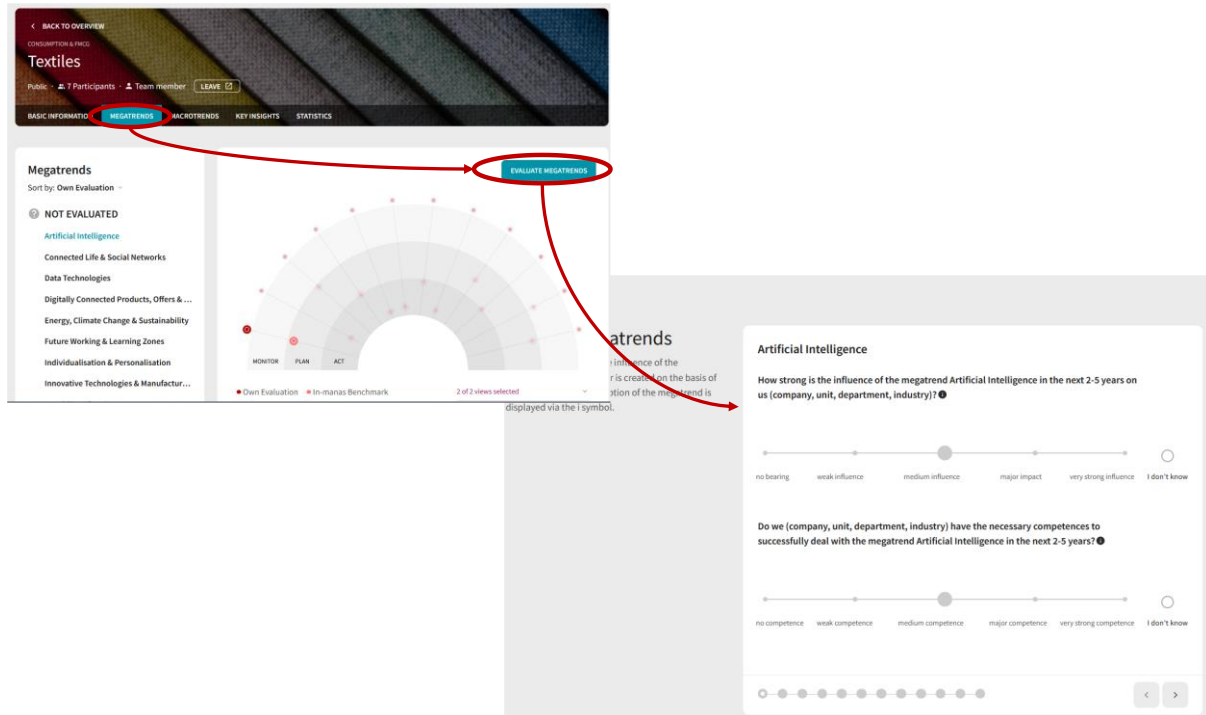 BACK TO OVERVIEW
CONSUMPTION & FMCG
Textiles
Public · 7 Participants · Team member LEAVE
BASIC INFORMATIO MEGATRENDS MACROTRENDS KEY INSIGHTS STATISTICS
Megatrends
Sort by: Own Evaluation
NOT EVALUATED
Artificial Intelligence
Connected Life & Social Networks
Data Technologies
Digitally Connected Products, Offers & ...
Energy, Climate Change & Sustainability
Future Working & Learning Zones
Individualisation & Personalisation
Innovative Technologies & Manufactur...
EVALUATE MEGATRENDS
MONITOR PLAN ACT
Own Evaluation In-manas Benchmark 2 of 2 views selected
atrends
influence of the
r is created on the basis of
tion of the megatrend is
displayed via the i symbol.
Artificial Intelligence
How strong is the influence of the megatrend Artificial Intelligence in the next 2-5 years on
us (company, unit, department, industry)?
no bearing weak influence medium influence major impact very strong influence I don't know
Do we (company, unit, department, industry) have the necessary competences to
successfully deal with the megatrend Artificial Intelligence in the next 2-5 years?
no competence weak competence medium competence major competence very strong competence I don't know